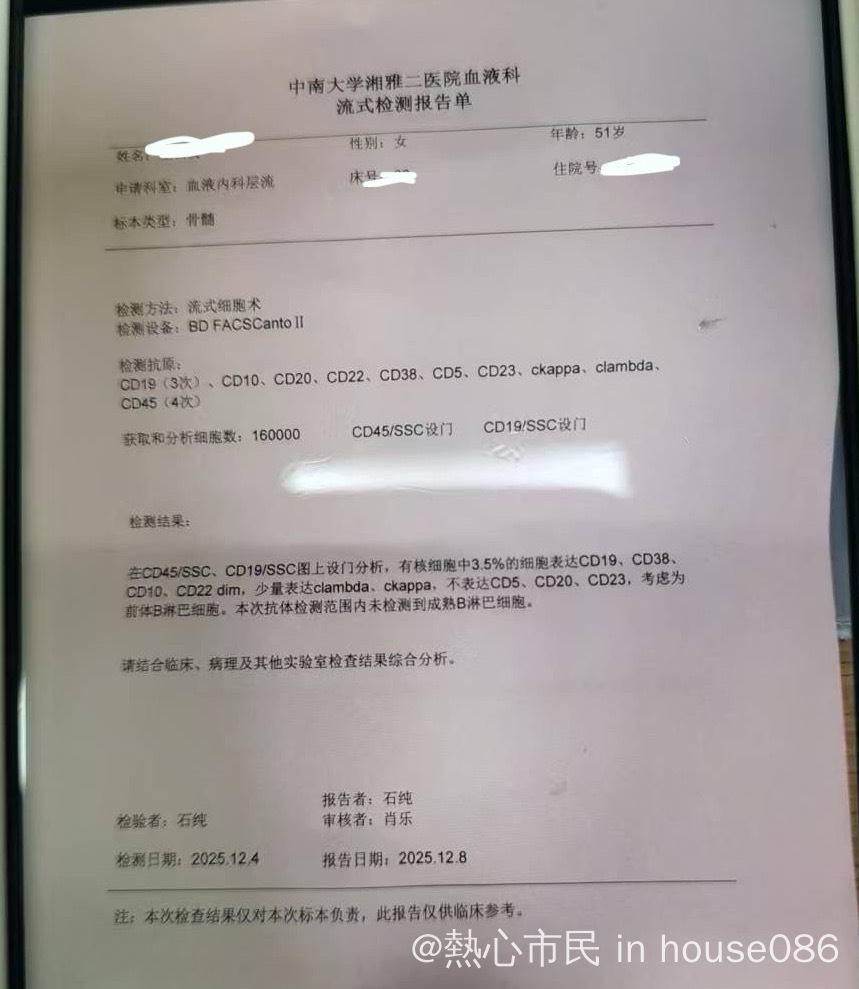 中南大学湘雅二医院血液科
流式检测报告单
姓名: 性别: 女 年龄: 51岁
申请科室: 血液内科层流 床号 住院号
标本类型: 骨髓
检测方法: 流式细胞术
检测设备: BD FACSCantoⅡ
检测抗原:
CD19（3次）、CD10、CD20、CD22、CD38、CD5、CD23、ckappa、clambda、
CD45（4次）
获取和分析细胞数: 160000 CD45/SSC设门 CD19/SSC设门
检测结果:
在CD45/SSC、CD19/SSC图上设门分析，有核细胞中3.5%的细胞表达CD19、CD38、
CD10、CD22 dim，少量表达clambda、ckappa，不表达CD5、CD20、CD23，考虑为
前体B淋巴细胞。本次抗体检测范围内未检测到成熟B淋巴细胞。
请结合临床、病理及其他实验室检查结果综合分析。
报告者: 石纯
检验者: 石纯 审核者: 肖乐
检测日期: 2025.12.4 报告日期: 2025.12.8
注: 本次检查结果仅对本次标本负责，此报告仅供临床参考。
@熱心市民 in house086